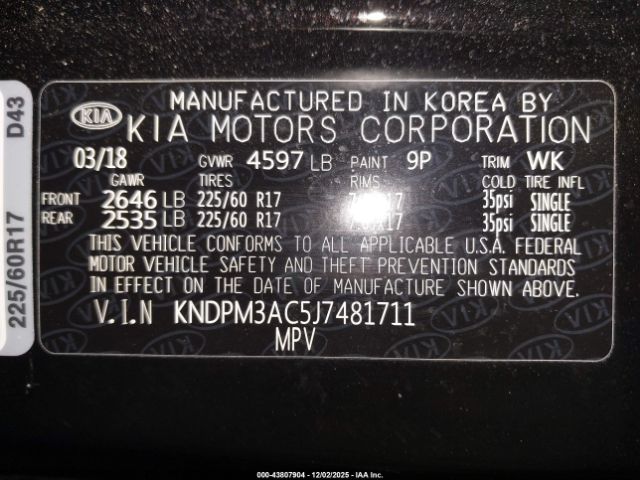 MANUFACTURED IN KOREA BY
KIA KIA MOTORS CORPORATION
03/18 GVWR 4597 LB PAINT 9P TRIM WK
GAWR TIRES RIMS COLD TIRE INFL
FRONT 2646 LB 225/60 R17 35psi SINGLE
REAR 2535 LB 225/60 R17 35psi SINGLE
THIS VEHICLE CONFORMS TO ALL APPLICABLE U.S.A. FEDERAL
MOTOR VEHICLE SAFETY AND THEFT PREVENTION STANDARDS
IN EFFECT ON THE DATE OF MANUFACTURE SHOWN ABOVE.
V.I.N KNDPM3AC5J7481711
MPV
225/60R17 D43
000-43807904 - 12/02/2025 - IAA Inc.